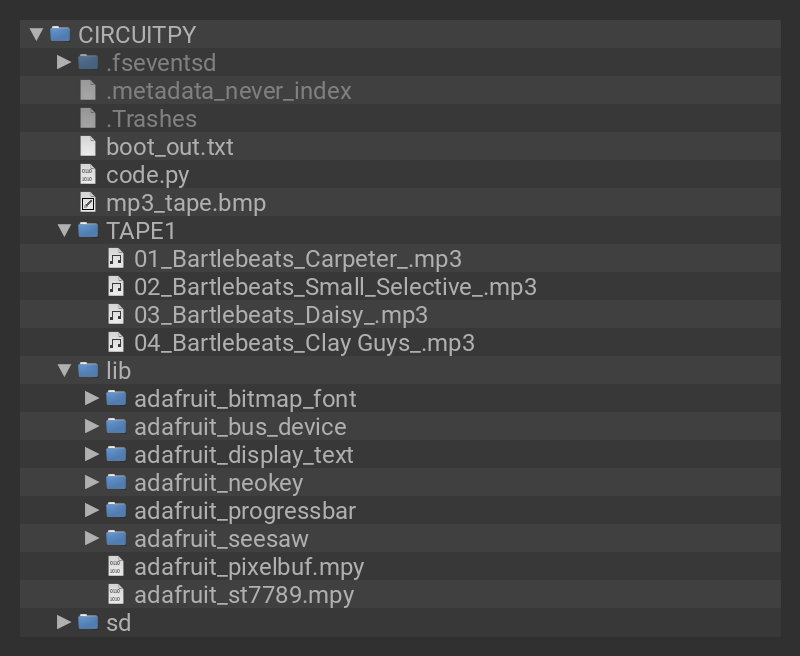 CIRCUITPY
.fseventsd
.metadata_never_index
.Trashes
boot_out.txt
code.py
mp3_tape.bmp
TAPE1
01_Bartlebeats_Carpeter_.mp3
02_Bartlebeats_Small_Selective_.mp3
03_Bartlebeats_Daisy_.mp3
04_Bartlebeats_Clay Guys_.mp3
lib
adafruit_bitmap_font
adafruit_bus_device
adafruit_display_text
adafruit_neokey
adafruit_progressbar
adafruit_seesaw
adafruit_pixelbuf.mpy
adafruit_st7789.mpy
sd